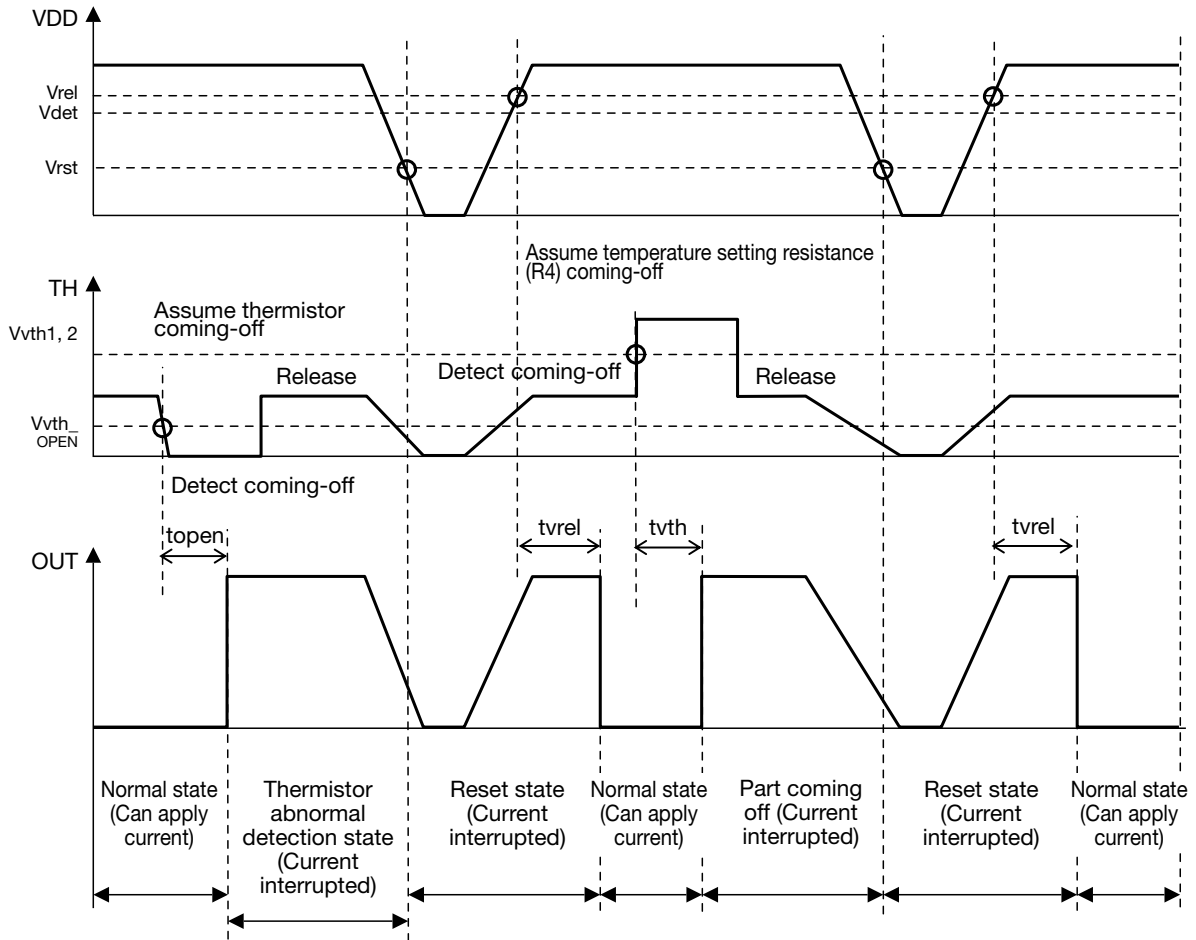 VDD
Vrel
Vdet
Vrst
Assume temperature setting resistance
(R4) coming-off
TH
Assume thermistor
coming-off
Vvth1, 2
Detect coming-off
Release
Release
Vvth_
OPEN
Detect coming-off
topen
tvrel
tvth
tvrel
OUT
Normal state
(Can apply
current)
Thermistor
abnormal
detection state
(Current
interrupted)
Reset state
(Current
interrupted)
Normal state
(Can apply
current)
Part coming
off (Current
interrupted)
Reset state
(Current
interrupted)
Normal state
(Can apply
current)